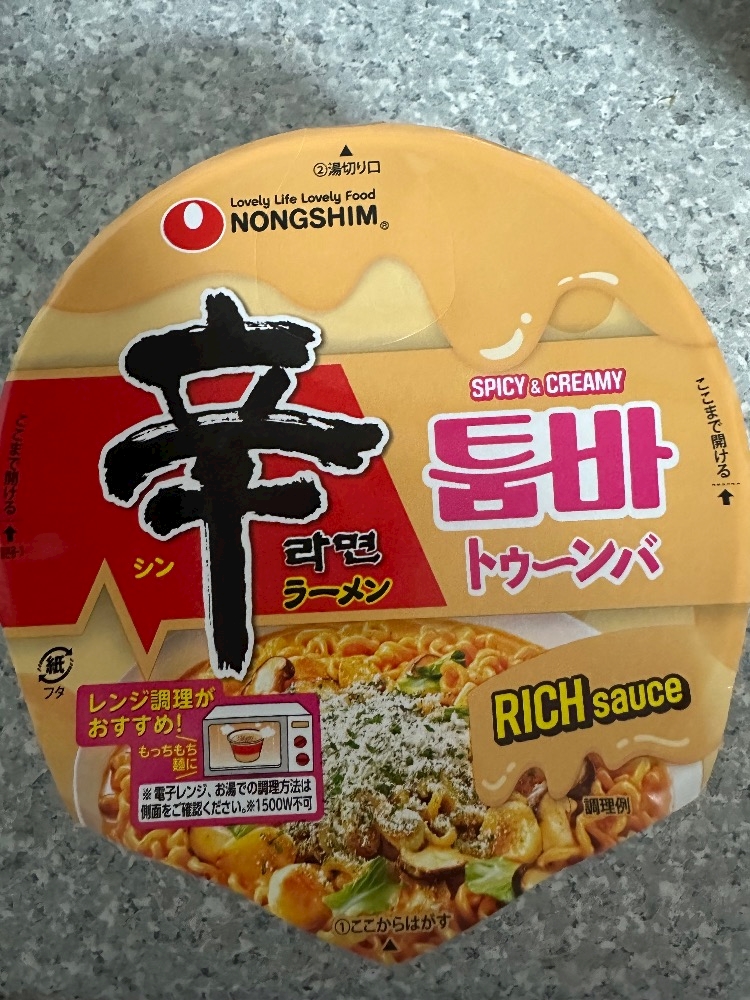 ②湯切り口
Lovely Life Lovely Food
NONGSHIM®
辛
シン
라면
ラーメン
SPICY & CREAMY
툼바
トゥーンバ
ここまで開ける
ここまで開ける
紙
フタ
レンジ調理が
おすすめ!
もっちもち
麺に
※電子レンジ、お湯での調理方法は
側面をご確認ください。※1500W不可
RICH sauce
調理例
①ここからはがす